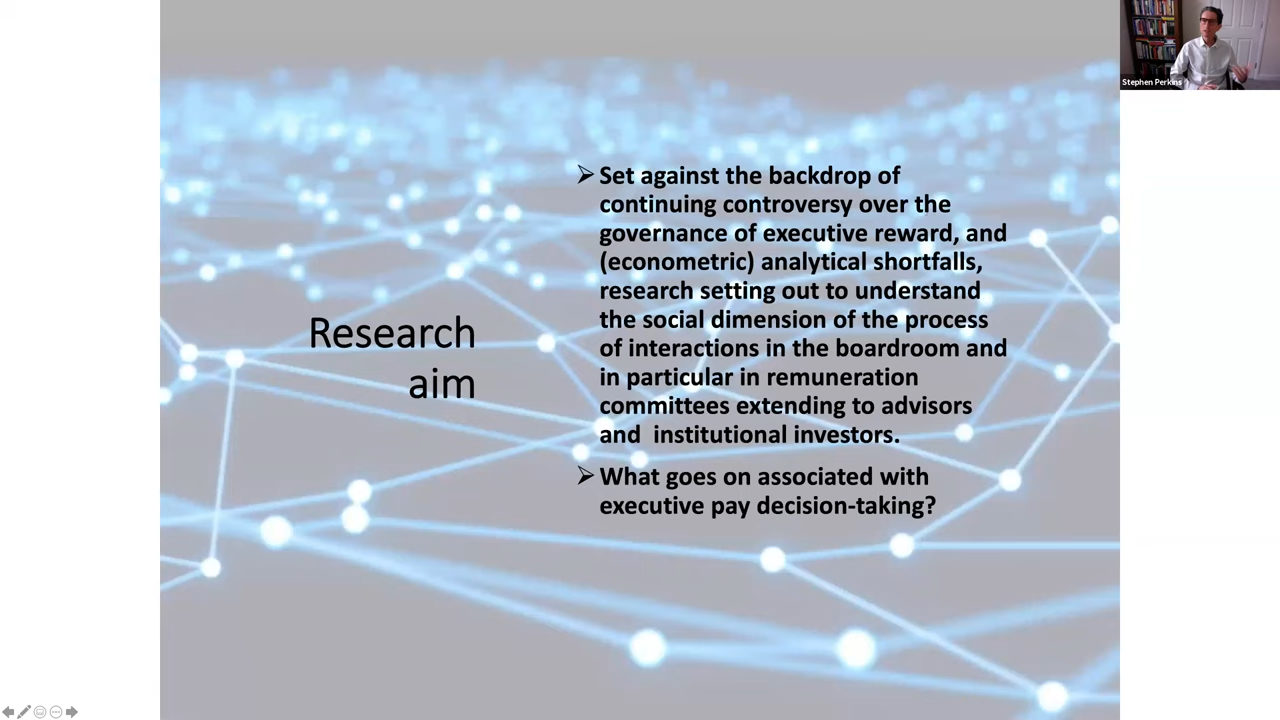 Stephen Perkins
Research
aim
Set against the backdrop of
continuing controversy over the
governance of executive reward, and
(econometric) analytical shortfalls,
research setting out to understand
the social dimension of the process
of interactions in the boardroom and
in particular in remuneration
committees extending to advisors
and  institutional investors.
What goes on associated with
executive pay decision-taking?